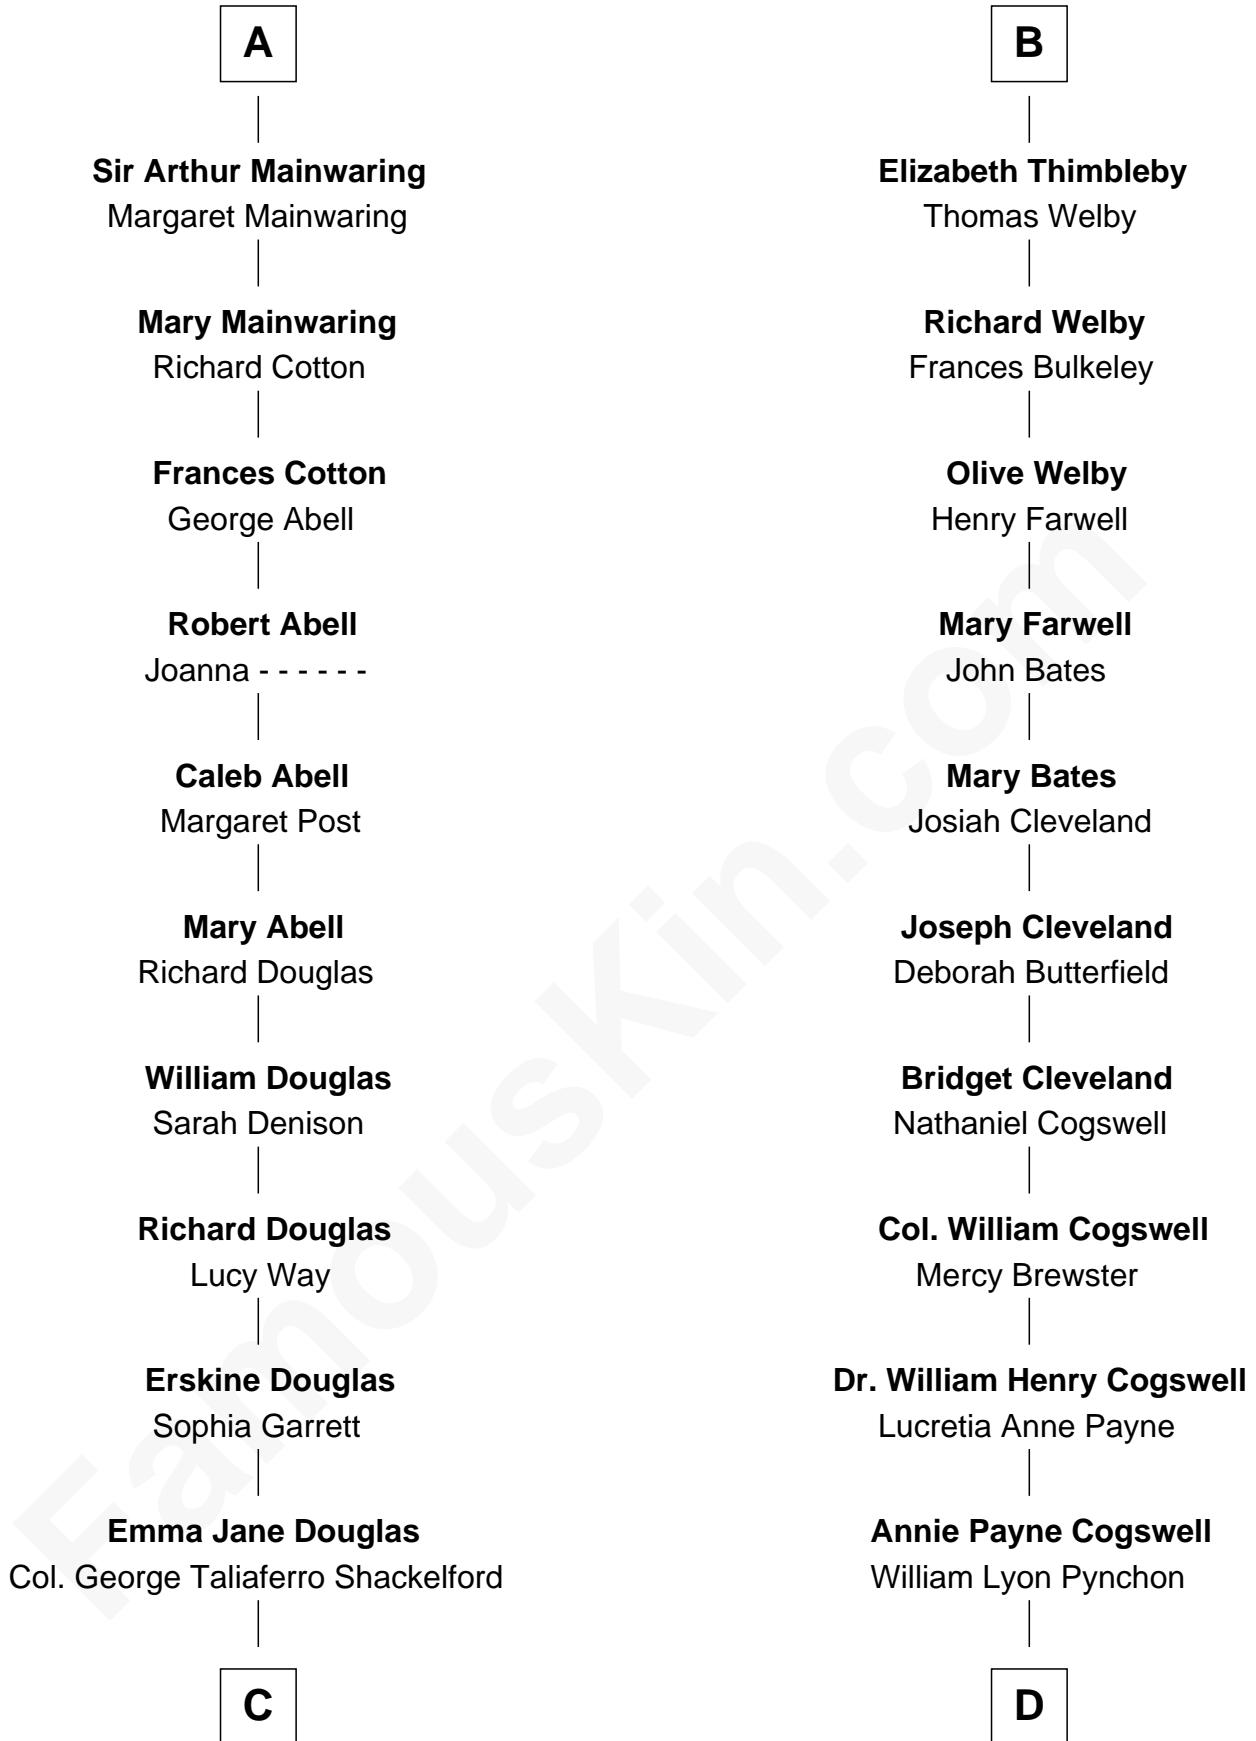 A
Sir Arthur Mainwaring
Margaret Mainwaring
Mary Mainwaring
Richard Cotton
Frances Cotton
George Abell
Robert Abell
Joanna - - - - - -
Caleb Abell
Margaret Post
Mary Abell
Richard Douglas
William Douglas
Sarah Denison
Richard Douglas
Lucy Way
Erskine Douglas
Sophia Garrett
Emma Jane Douglas
Col. George Taliaferro Shackelford
C
B
Elizabeth Thimbleby
Thomas Welby
Richard Welby
Frances Bulkeley
Olive Welby
Henry Farwell
Mary Farwell
John Bates
Mary Bates
Josiah Cleveland
Joseph Cleveland
Deborah Butterfield
Bridget Cleveland
Nathaniel Cogswell
Col. William Cogswell
Mercy Brewster
Dr. William Henry Cogswell
Lucretia Anne Payne
Annie Payne Cogswell
William Lyon Pynchon
D
FamousKin.com